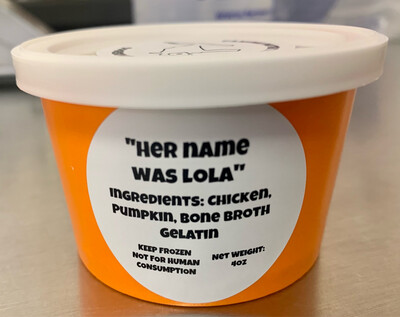 "Her name
was Lola"
Ingredients: Chicken,
Pumpkin, Bone Broth
Gelatin
Keep Frozen
Not for Human
Consumption
Net Weight:
4oz